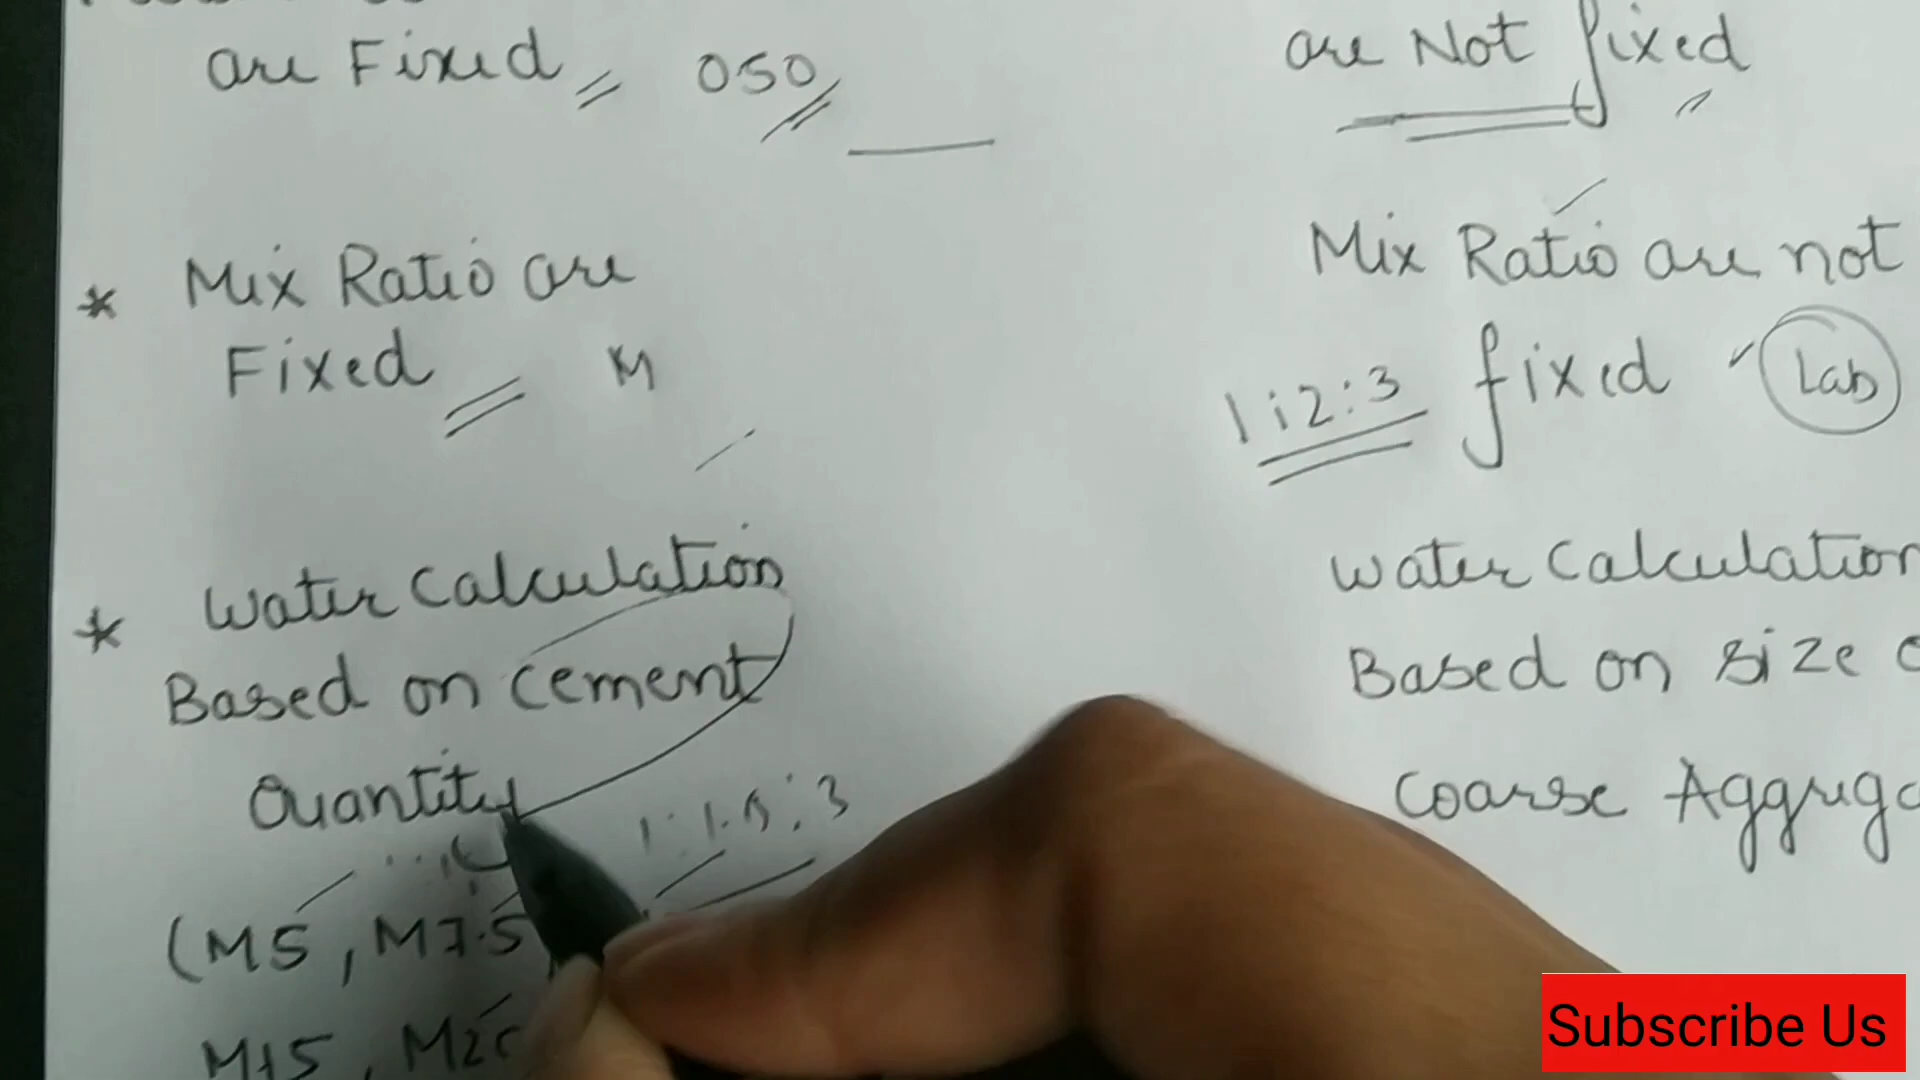 are Fixed 050
are Not fixed
* Mix Ratio are
Fixed M
Mix Ratio are not
1:2:3 fixed Lab
* Water Calculation
Based on Cement
Quantity
1:1.5:3
(M5, M7.5
M15,
Water Calculation
Based on size
Coarse
Subscribe Us